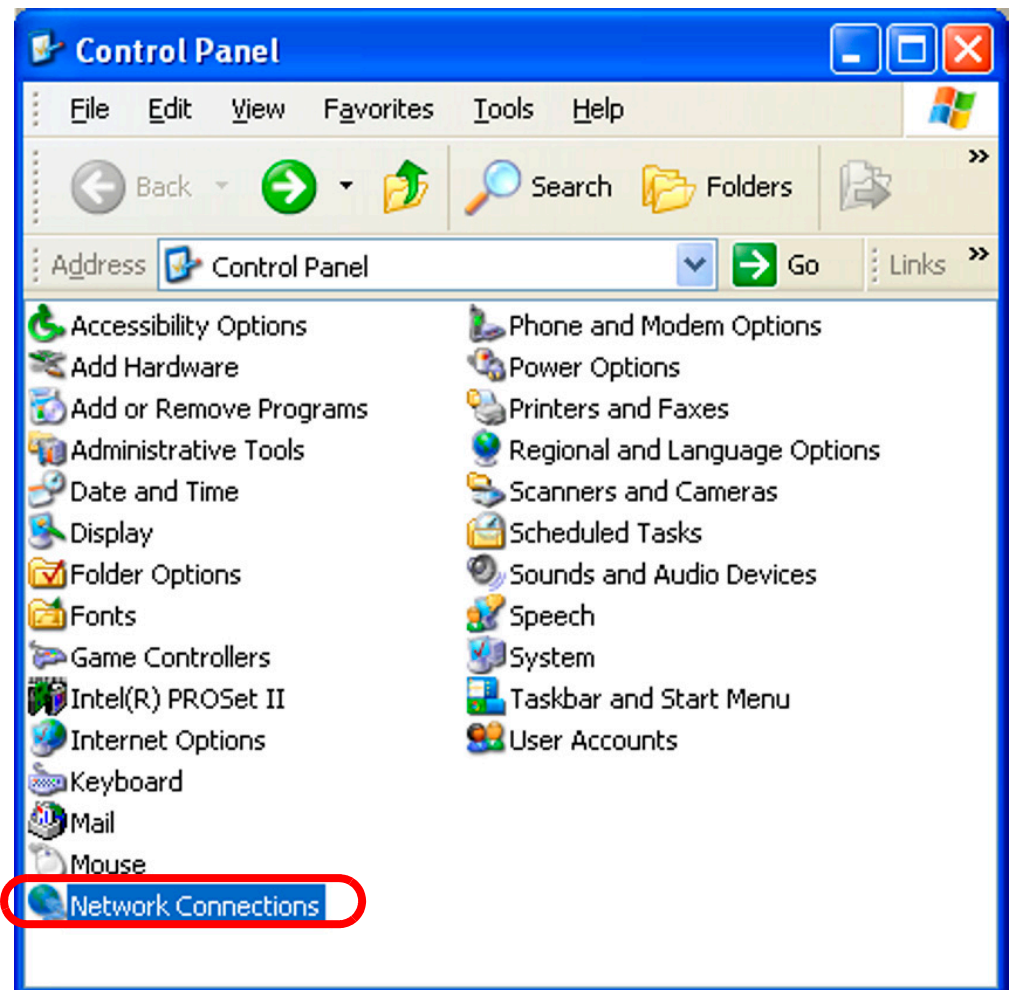 Control Panel
File Edit View Favorites Tools Help
Back Search Folders »
Address Control Panel Go Links »
Accessibility Options
Add Hardware
Add or Remove Programs
Administrative Tools
Date and Time
Display
Folder Options
Fonts
Game Controllers
Intel(R) PROSet II
Internet Options
Keyboard
Mail
Mouse
Network Connections
Phone and Modem Options
Power Options
Printers and Faxes
Regional and Language Options
Scanners and Cameras
Scheduled Tasks
Sounds and Audio Devices
Speech
System
Taskbar and Start Menu
User Accounts